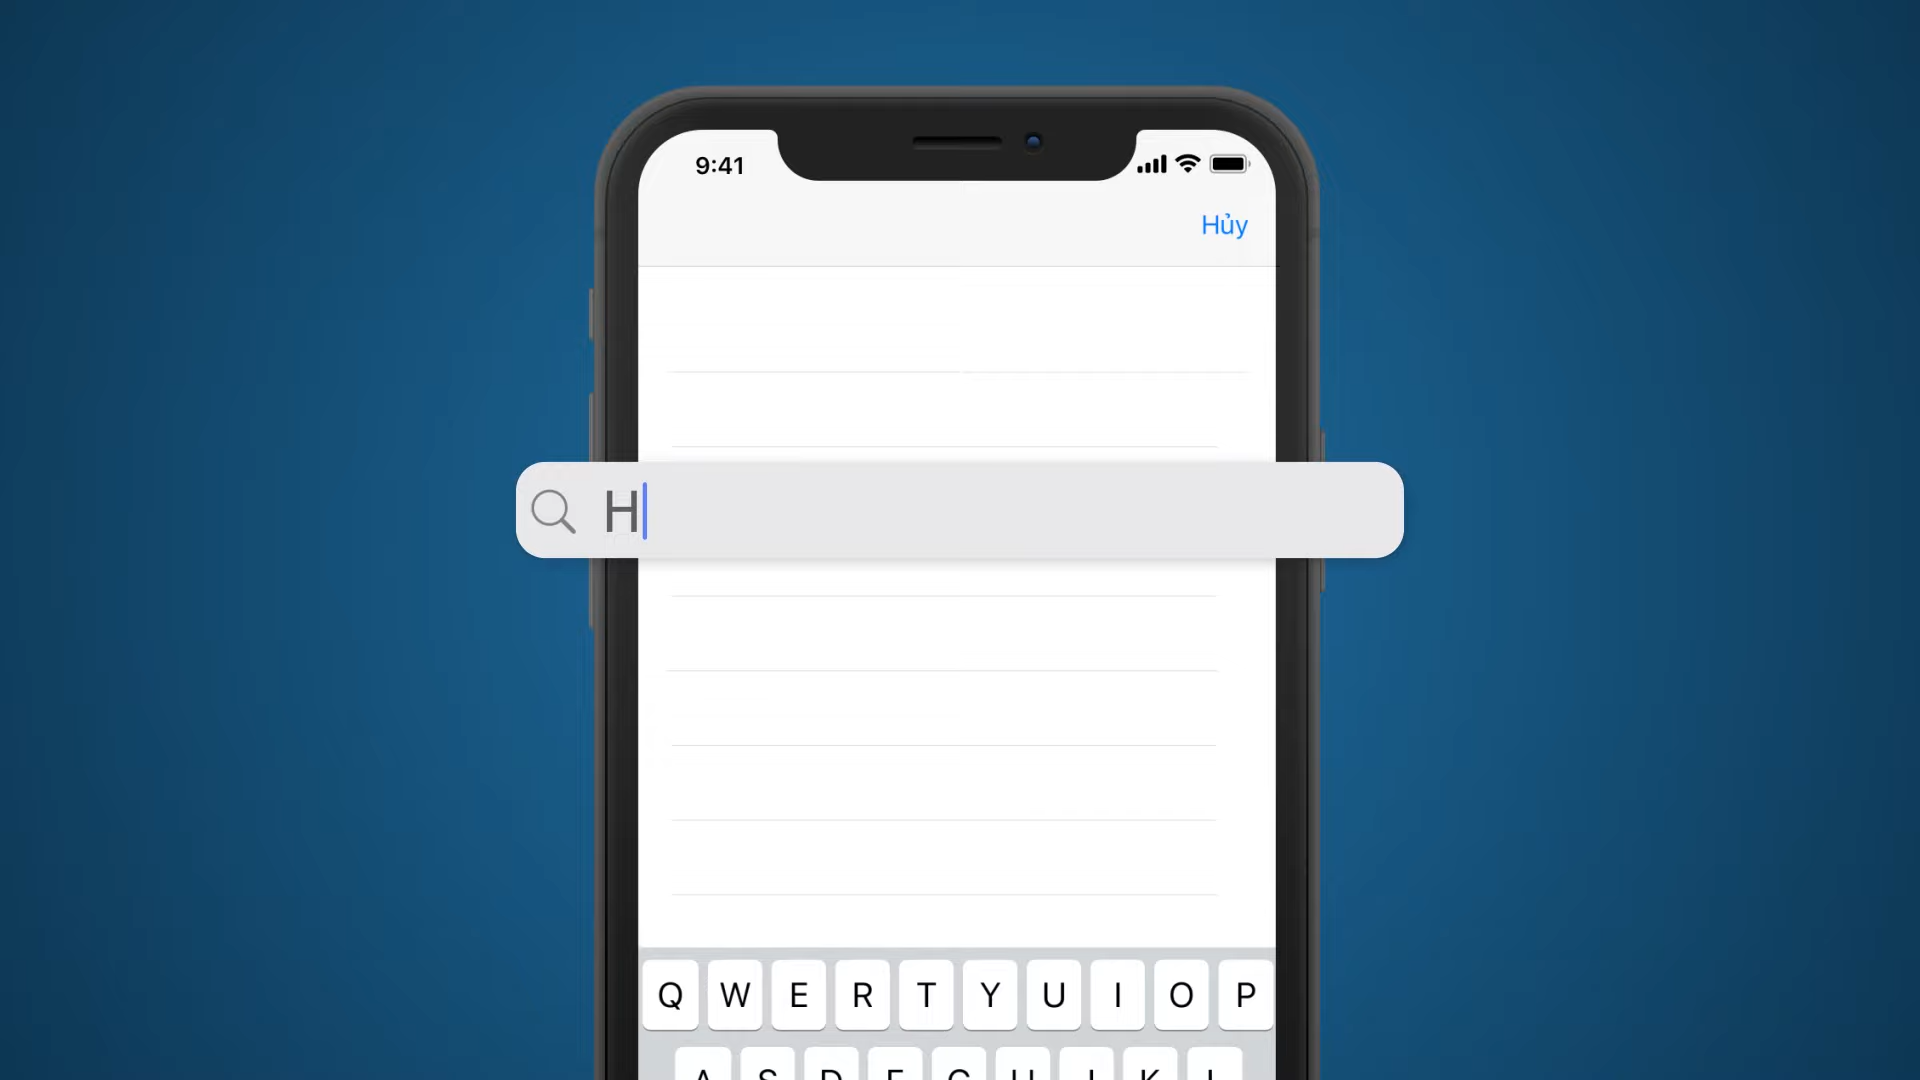 9:41
Hủy
H
Q W E R T Y U I O P
A S D F G H J K L